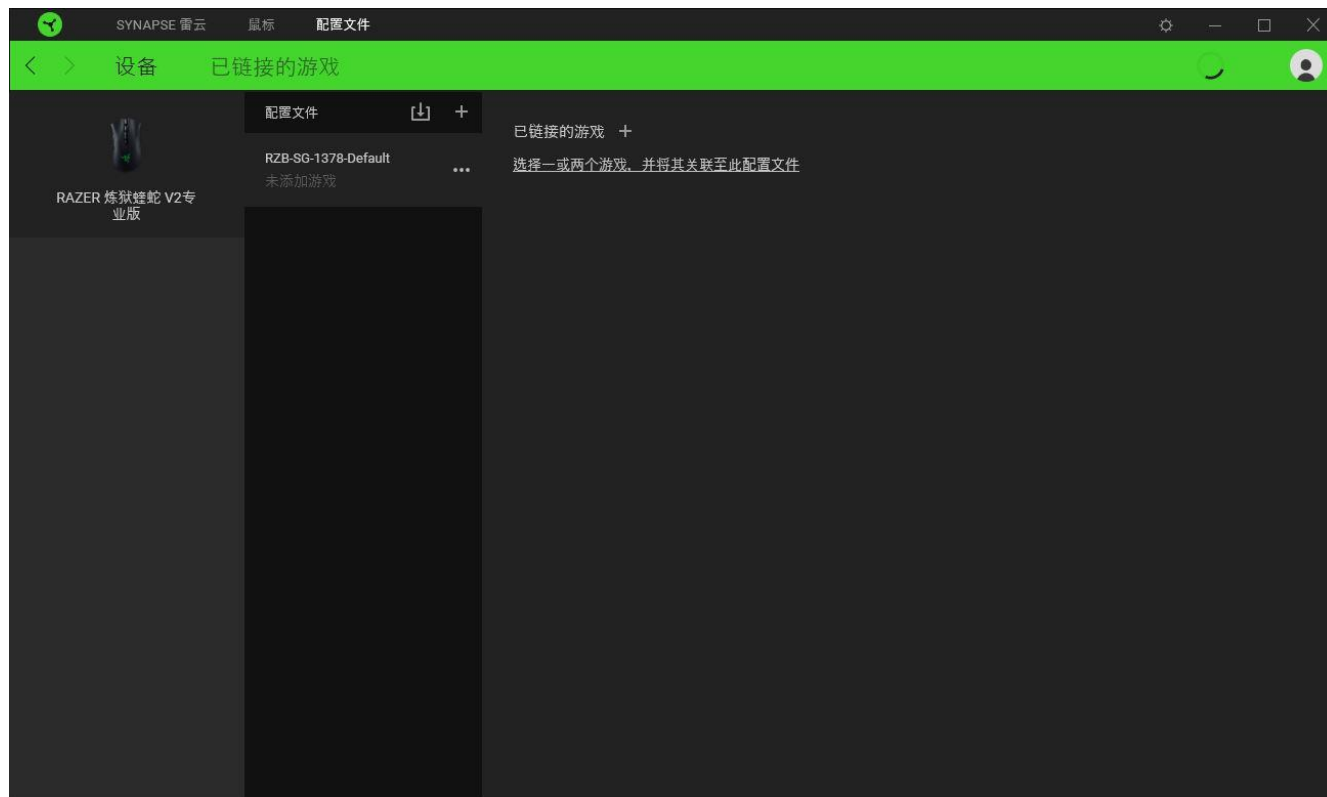 SYNAPSE 雷云 鼠标 配置文件
设备 已链接的游戏
RAZER 炼狱蝰蛇 V2专
业版
配置文件
RZB-SG-1378-Default
未添加游戏
已链接的游戏
选择一或两个游戏，并将其关联至此配置文件